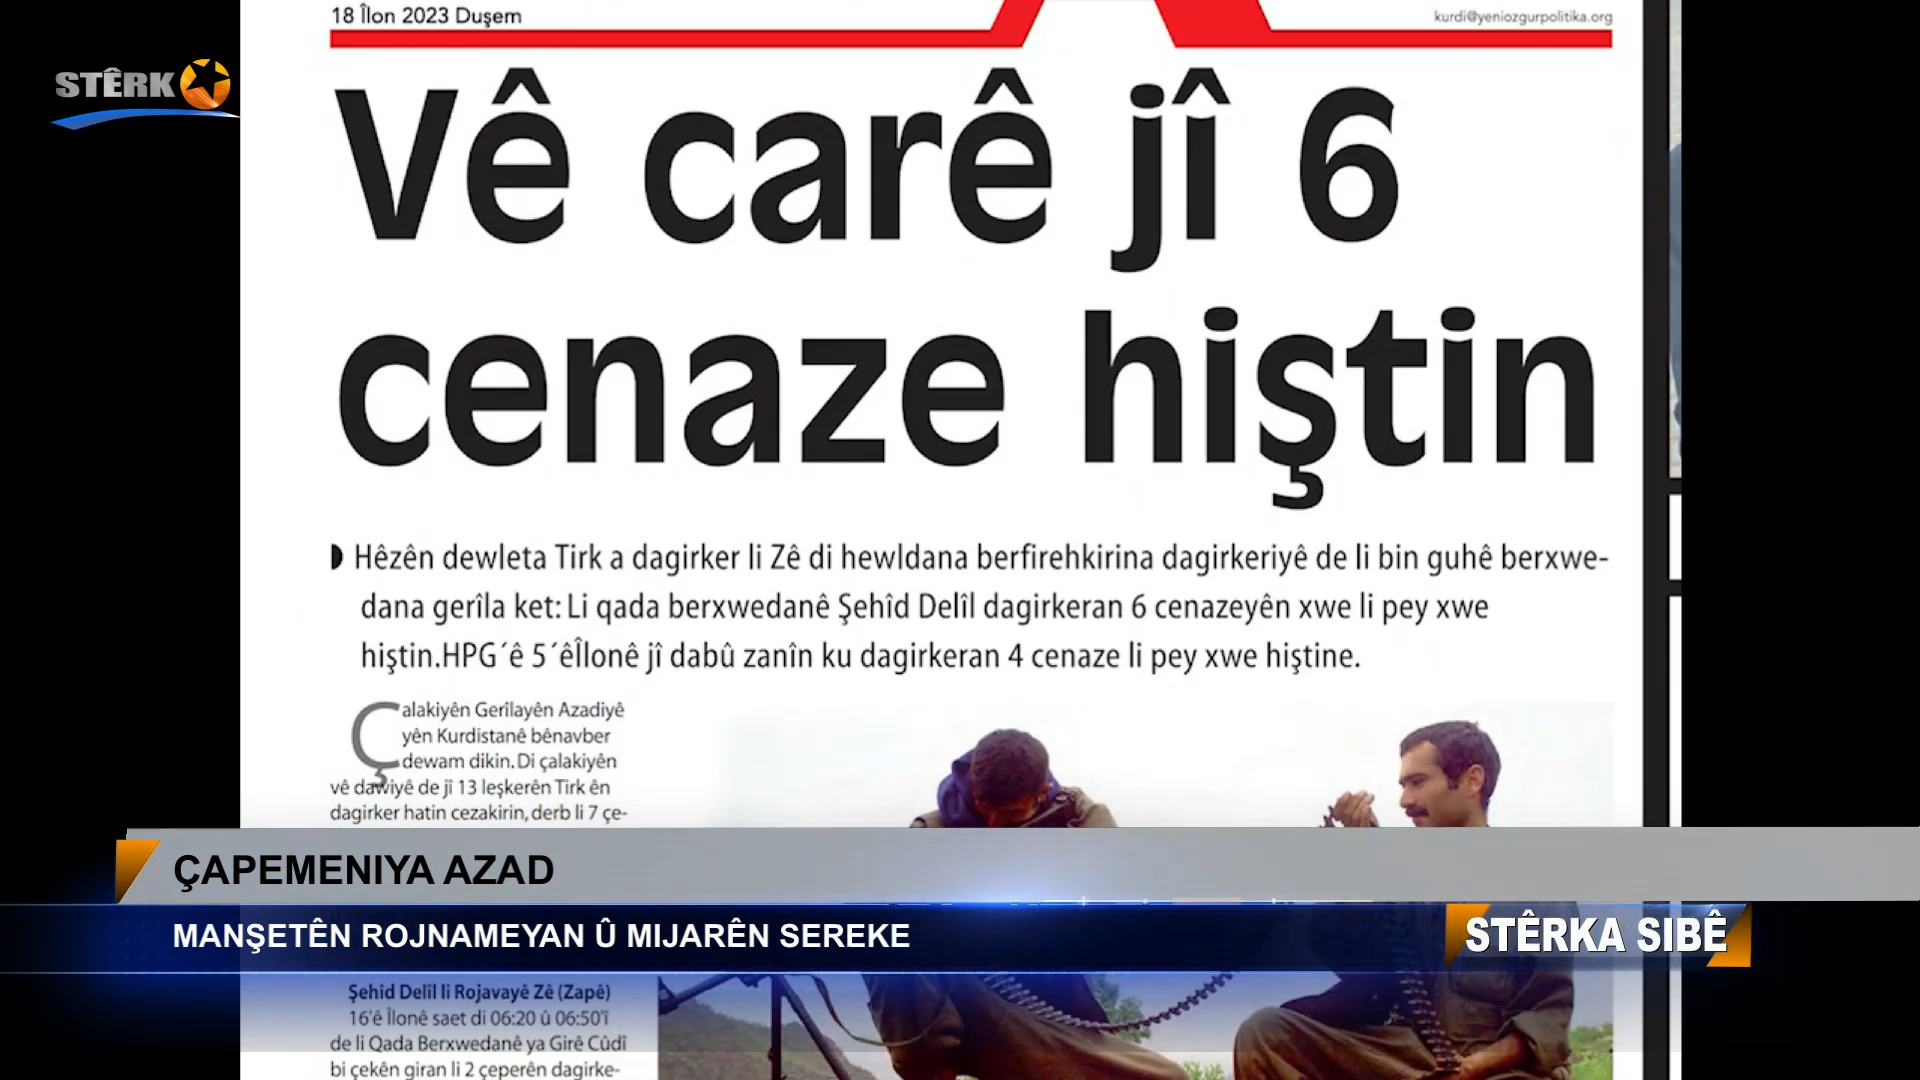 18 Îlon 2023 Duşem
kurdi@yeniozgurpolitika.org
STÊRK
Vê carê jî 6
cenaze hiştin
Hêzên dewleta Tirk a dagirker li Zê di hewldana berfirehkirina dagirkeriyê de li bin guhê berxwe-
dana gerîla ket: Li qada berxwedanê Şehîd Delîl dagirkeran 6 cenazeyên xwe li pey xwe
hiştin.HPG´ê 5´êÎlonê jî dabû zanîn ku dagirkeran 4 cenaze li pey xwe hiştine.
Çalakiyên Gerîlayên Azadiyê
yên Kurdistanê bênavber
dewam dikin. Di çalakiyên
vê dawiyê de jî 13 leşkerên Tirk ên
dagirker hatin cezakirin, derb li 7 çe-
ÇAPEMENIYA AZAD
MANŞETÊN ROJNAMEYAN Û MIJARÊN SEREKE
STÊRKA SIBÊ
Şehîd Delîl li Rojavayê Zê (Zapê)
16'ê Îlonê saet di 06:20 û 06:50'î
de li Qada Berxwedanê ya Girê Cûdî
bi çekên giran li 2 çeperên dagirke-